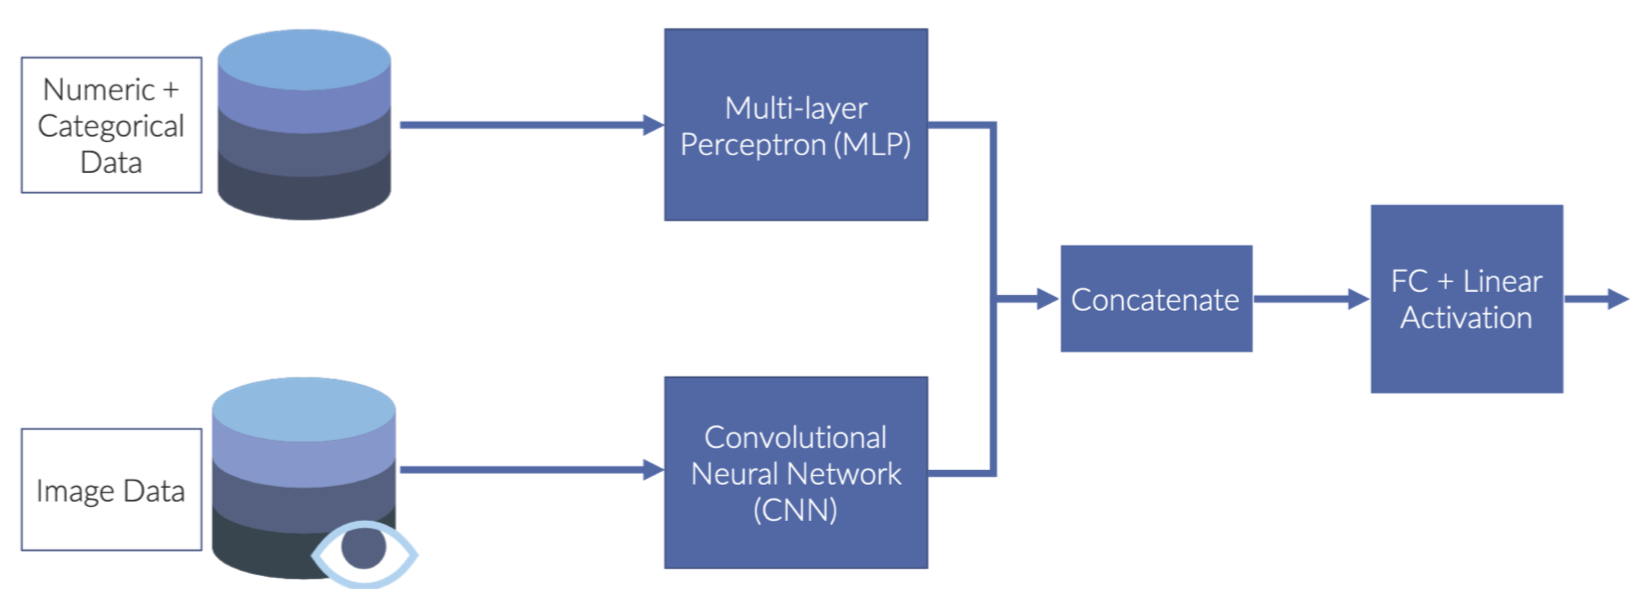 Numeric +
Categorical
Data
Multi-layer
Perceptron (MLP)
Concatenate
FC + Linear
Activation
Image Data
Convolutional
Neural Network
(CNN)